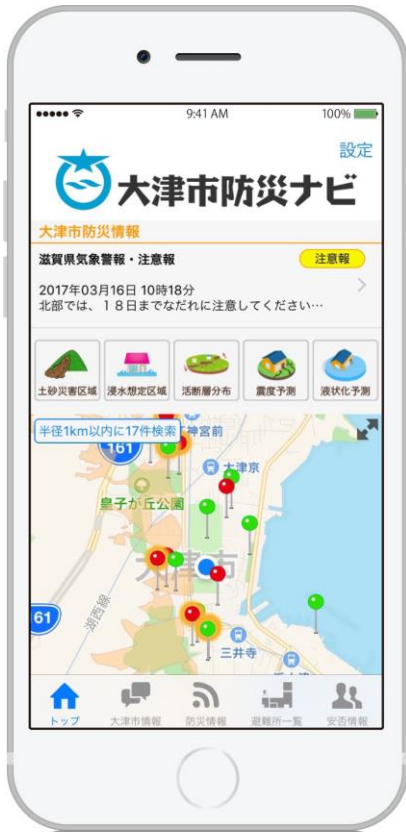 9:41 AM
100%
設定
大津市防災ナビ
大津市防災情報
滋賀県気象警報・注意報
注意報
2017年03月16日 10時18分
北部では、１８日までなだれに注意してください…
土砂災害区域
浸水想定区域
活断層分布
震度予測
液状化予測
半径1km以内に17件検索
神宮前
161
大津京
皇子が丘公園
大津市
61
湖西線
三井寺
トップ
大津市情報
防災情報
避難所一覧
安否情報